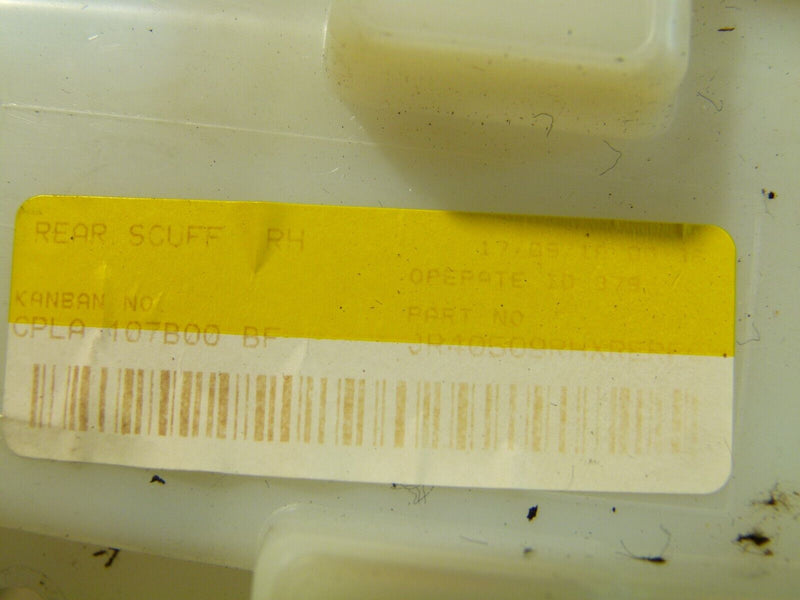 REAR SCUFF RH
OPERATE ID 379
KANBAN NO
PART NO
CPLA 107B00 BF